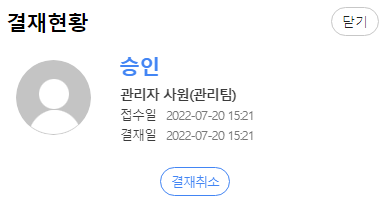 결재현황
닫기
승인
관리자 사원(관리팀)
접수일 2022-07-20 15:21
결재일 2022-07-20 15:21
결재취소